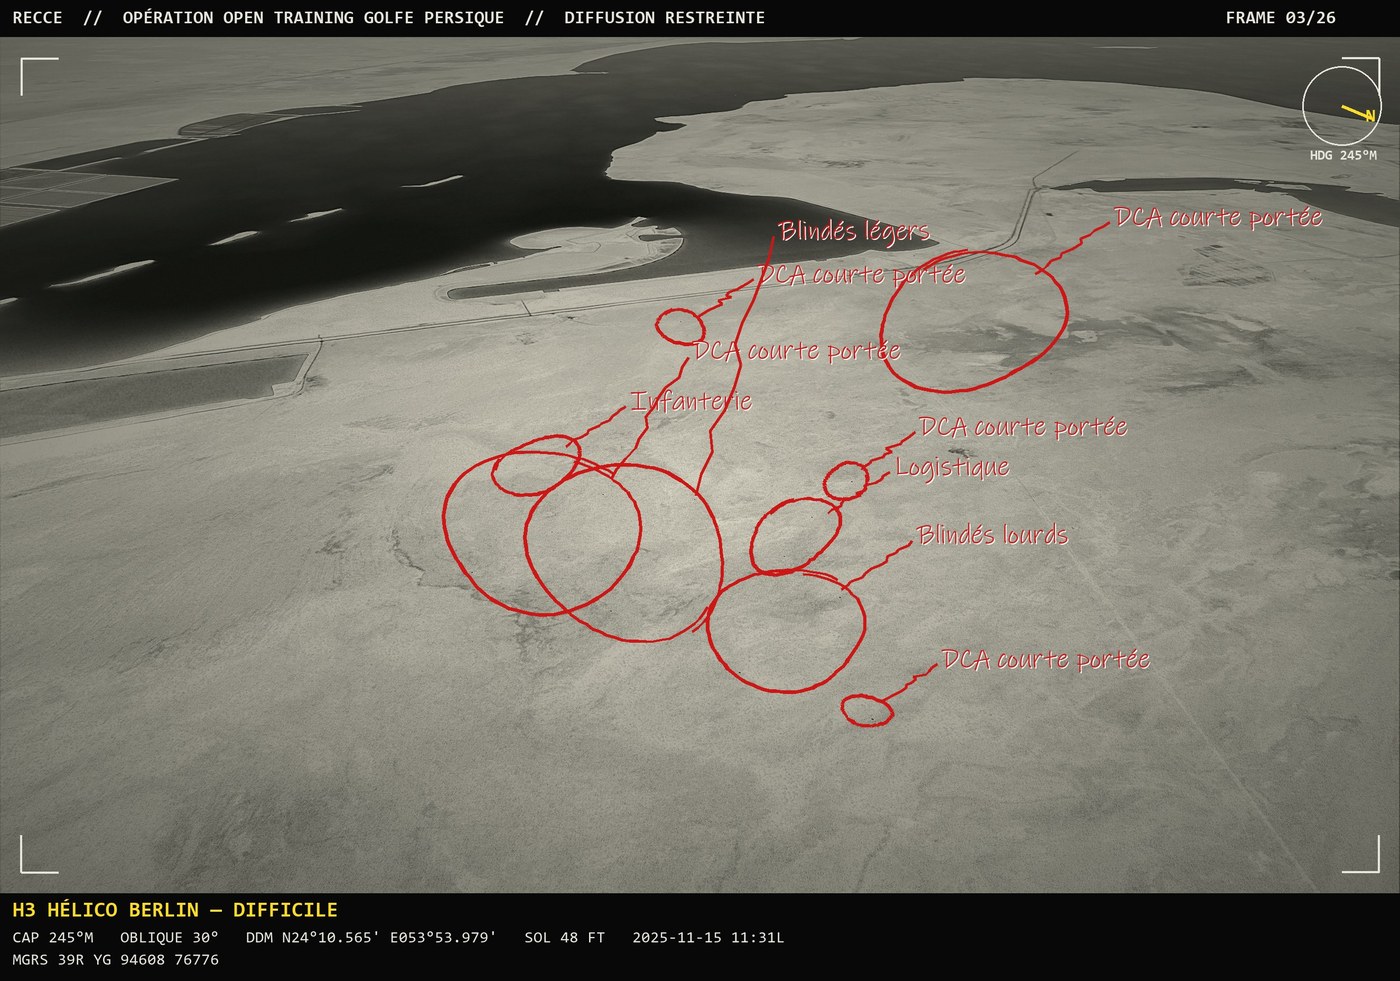 RECCE // OPÉRATION OPEN TRAINING GOLFE PERSIQUE // DIFFUSION RESTREINTE
FRAME 03/26
N
HDG 245°M
DCA courte portée
Blindés légers
DCA courte portée
DCA courte portée
Infanterie
DCA courte portée
Logistique
Blindés lourds
DCA courte portée
H3 HÉLICO BERLIN — DIFFICILE
CAP 245°M OBLIQUE 30° DDM N24°10.565' E053°53.979' SOL 48 FT 2025-11-15 11:31L
MGRS 39R YG 94608 76776